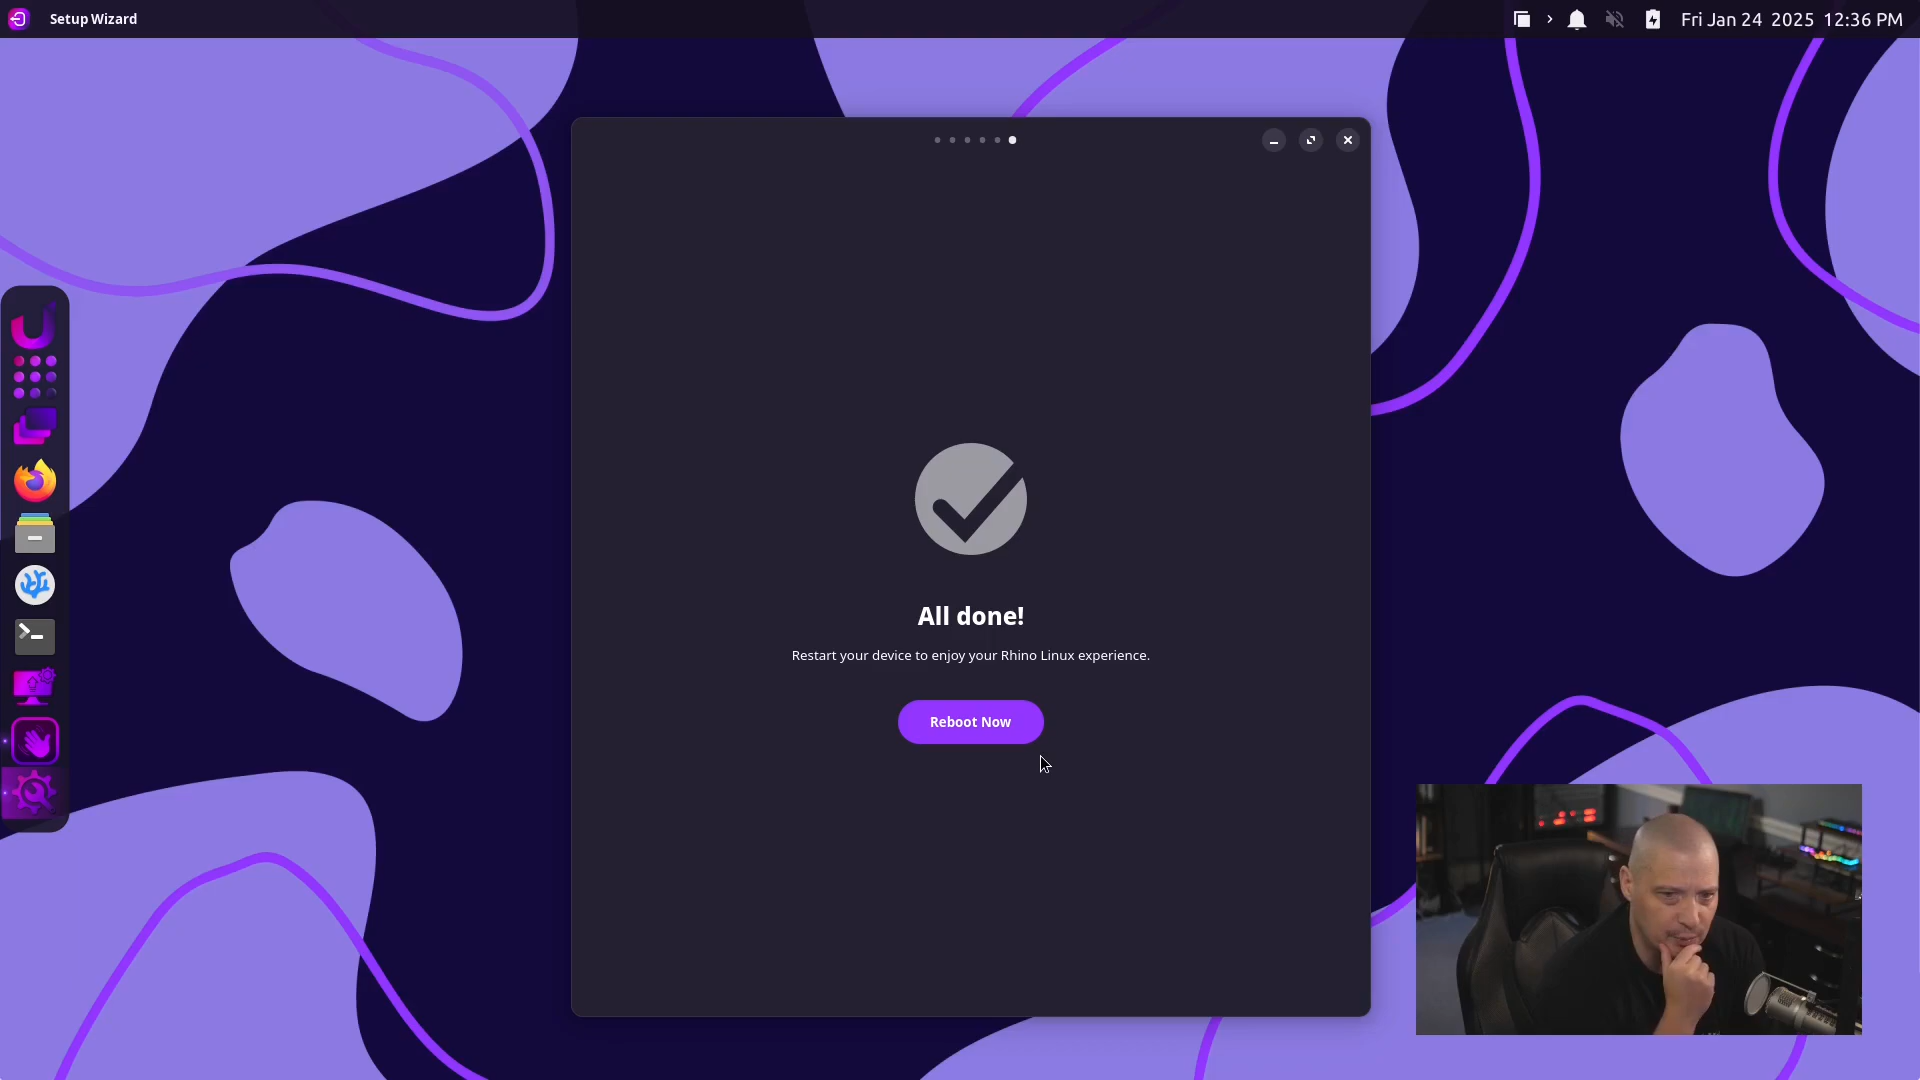 Setup Wizard
Fri Jan 24 2025 12:36 PM
All done!
Restart your device to enjoy your Rhino Linux experience.
Reboot Now